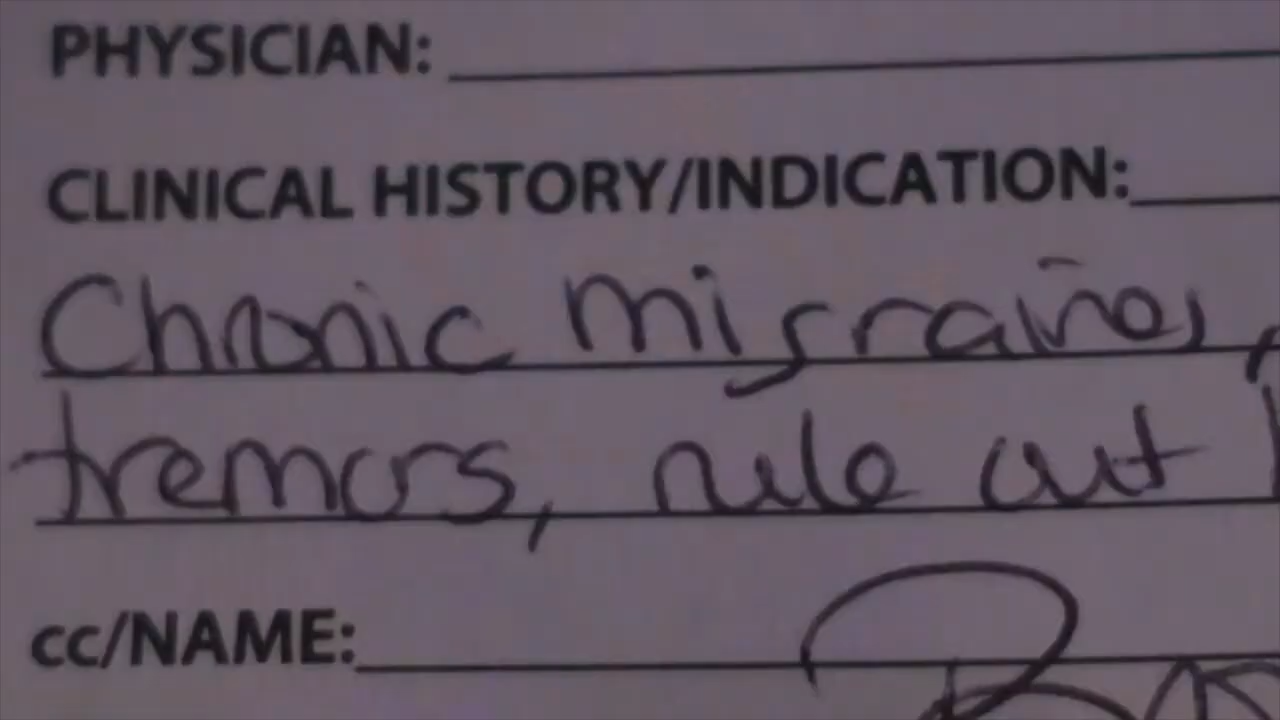 PHYSICIAN:
CLINICAL HISTORY/INDICATION:
Chronic migraines,
tremors, rule out
cc/NAME: